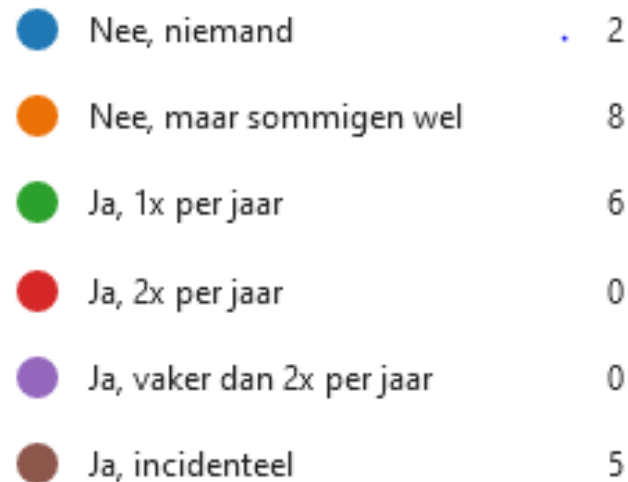 Nee, niemand 2
Nee, maar sommigen wel 8
Ja, 1x per jaar 6
Ja, 2x per jaar 0
Ja, vaker dan 2x per jaar 0
Ja, incidenteel 5